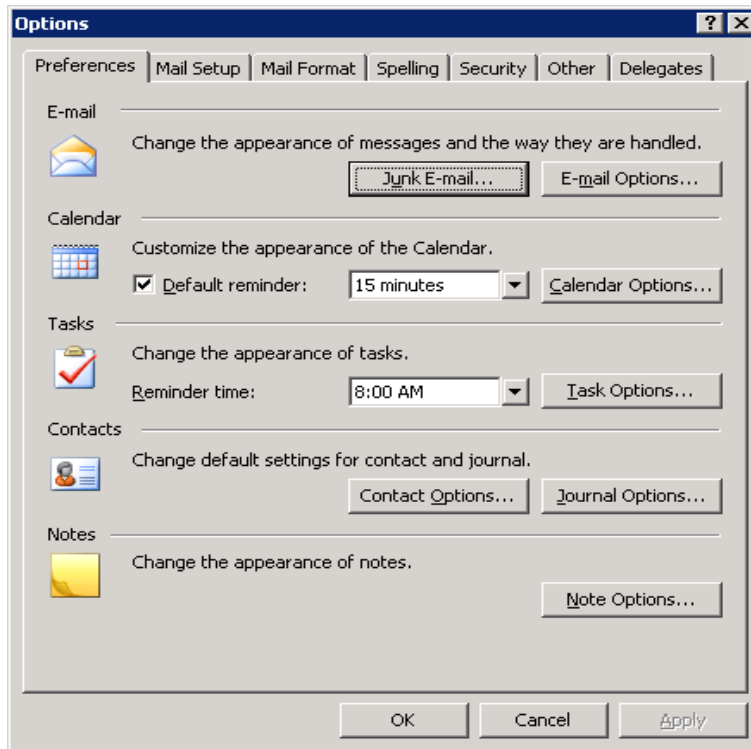 Options
Preferences Mail Setup Mail Format Spelling Security Other Delegates
E-mail
Change the appearance of messages and the way they are handled.
Junk E-mail... E-mail Options...
Calendar
Customize the appearance of the Calendar.
Default reminder: 15 minutes Calendar Options...
Tasks
Change the appearance of tasks.
Reminder time: 8:00 AM Task Options...
Contacts
Change default settings for contact and journal.
Contact Options... Journal Options...
Notes
Change the appearance of notes.
Note Options...
OK Cancel Apply